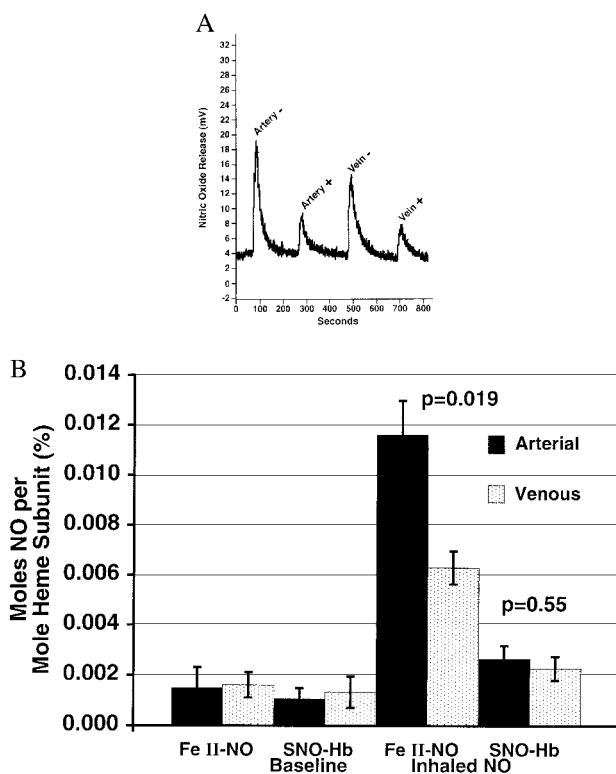 A
Nitric Oxide Release (mV)
32
30
28
26
24
22
20
18
16
14
12
10
8
6
4
2
0
-2
Artery -
Artery +
Vein -
Vein +
0 100 200 300 400 500 600 700 800
Seconds
B
Moles NO per
Mole Heme Subunit (%)
0.014
0.012
0.010
0.008
0.006
0.004
0.002
0.000
p=0.019
Arterial
Venous
p=0.55
Fe II-NO SNO-Hb Fe II-NO SNO-Hb
Baseline Inhaled NO